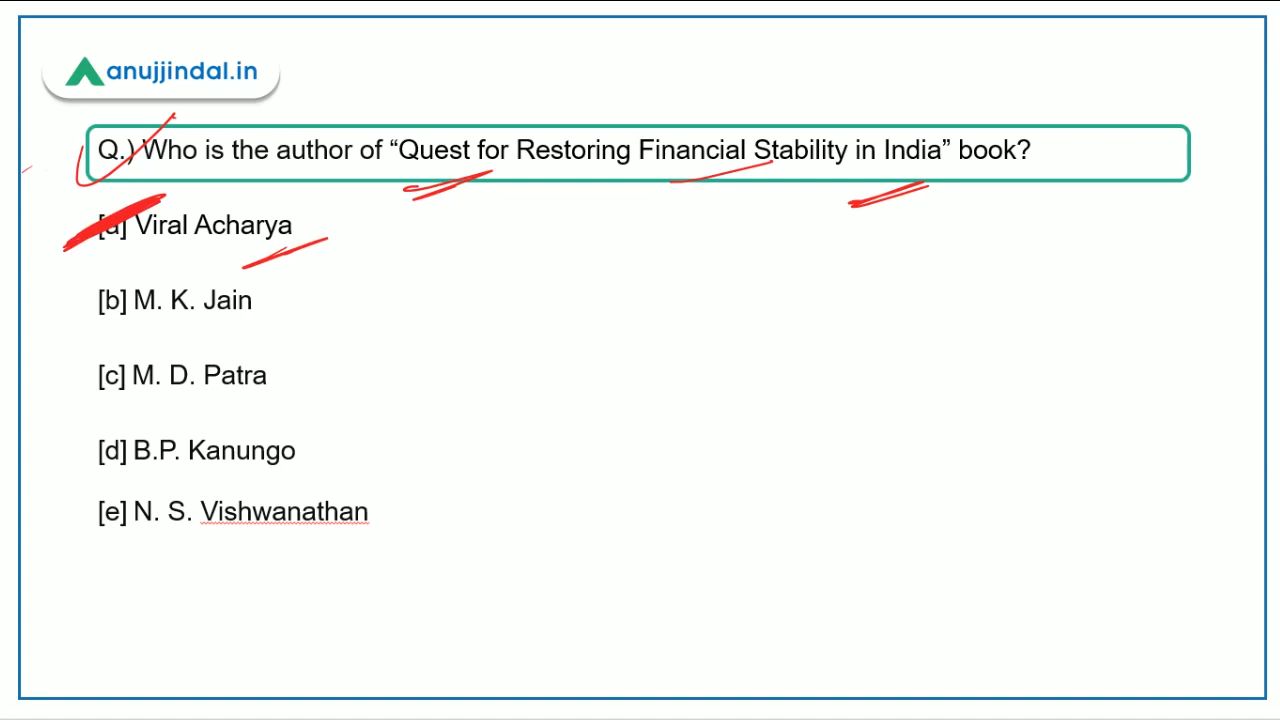 anujjindal.in
Q.) Who is the author of “Quest for Restoring Financial Stability in India” book?
[a] Viral Acharya
[b] M. K. Jain
[c] M. D. Patra
[d] B.P. Kanungo
[e] N. S. Vishwanathan